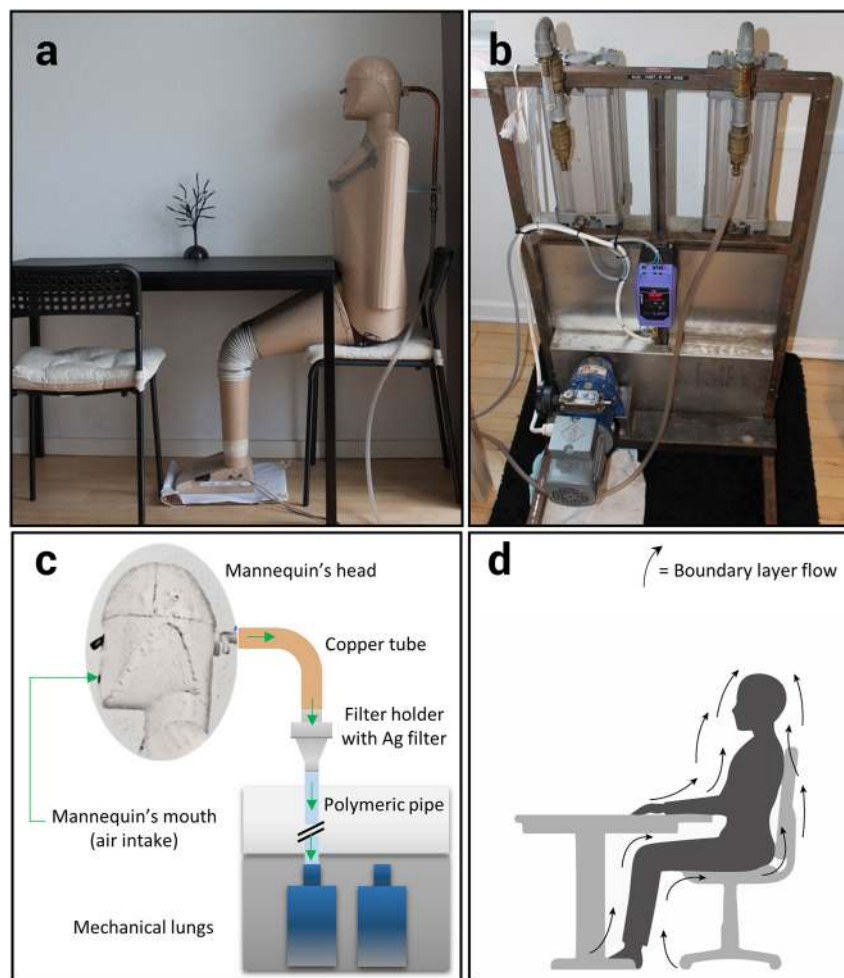 a
b
c
Mannequin's head
Copper tube
Filter holder
with Ag filter
Polymeric pipe
Mannequin's mouth
(air intake)
Mechanical lungs
d
= Boundary layer flow